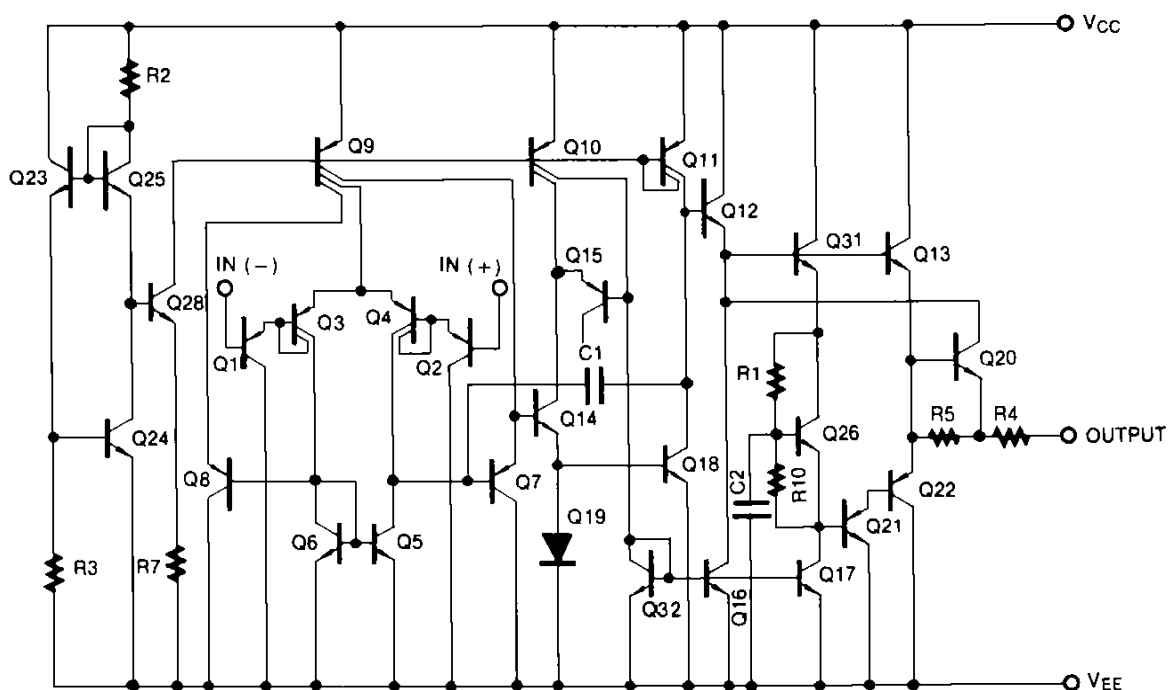 VCC
R2
Q9
Q10
Q11
Q23
Q25
Q12
Q31
Q13
IN (−)
IN (+)
Q15
Q28
Q3
Q4
Q1
Q2
C1
Q20
R1
Q14
R5
R4
OUTPUT
Q24
Q26
Q8
Q7
Q18
C2
R10
Q22
Q19
Q21
Q6
Q5
R3
R7
Q17
Q32
Q16
VEE